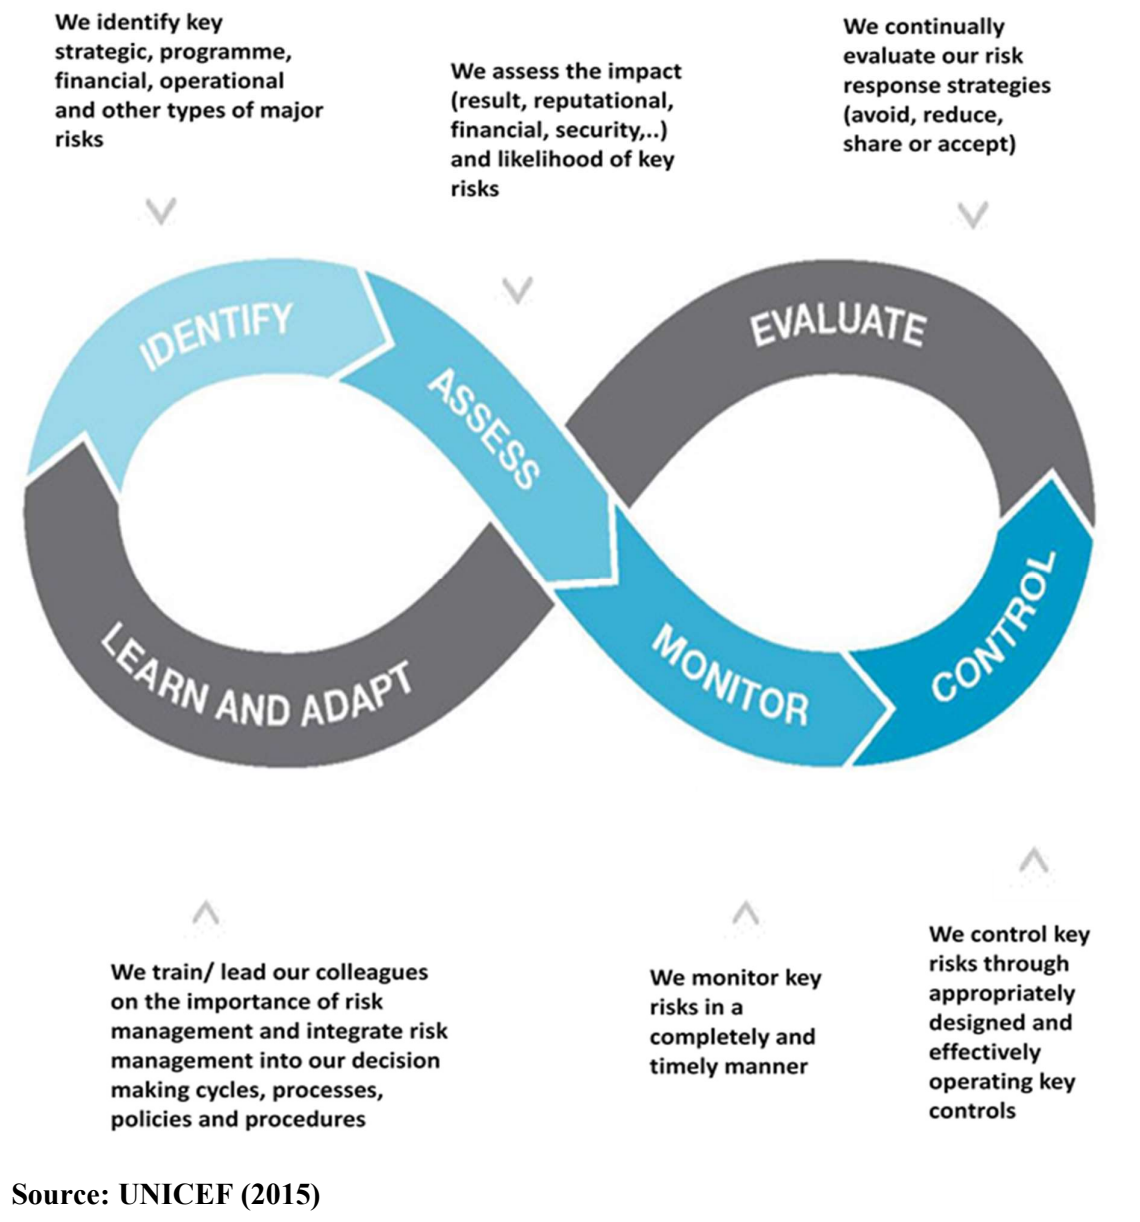 We identify key
strategic, programme,
financial, operational
and other types of major
risks
We assess the impact
(result, reputational,
financial, security,..)
and likelihood of key
risks
We continually
evaluate our risk
response strategies
(avoid, reduce,
share or accept)
IDENTIFY
ASSESS
EVALUATE
LEARN AND ADAPT
MONITOR
CONTROL
We train/ lead our colleagues
on the importance of risk
management and integrate risk
management into our decision
making cycles, processes,
policies and procedures
We monitor key
risks in a
completely and
timely manner
We control key
risks through
appropriately
designed and
effectively
operating key
controls
Source: UNICEF (2015)